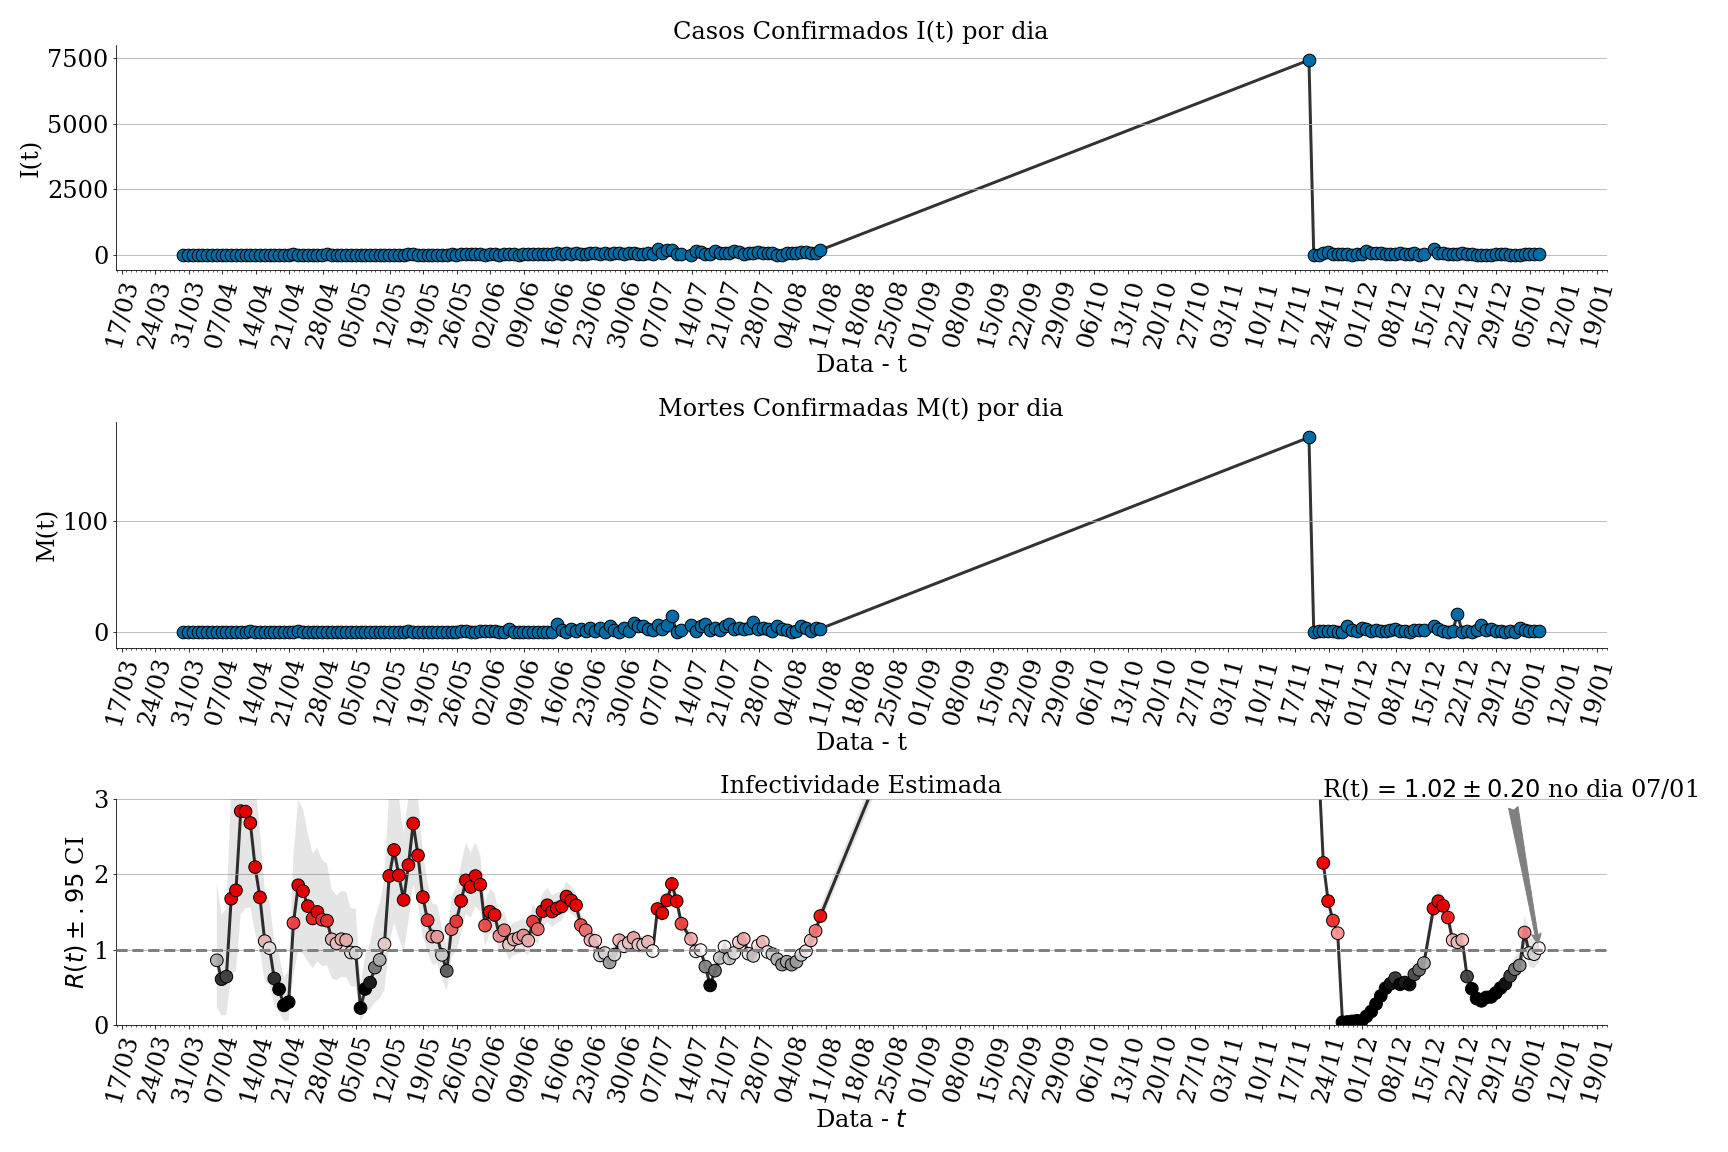 Casos Confirmados I(t) por dia
7500
5000
2500
0
I(t)
17/03 24/03 31/03 07/04 14/04 21/04 28/04 05/05 12/05 19/05 26/05 02/06 09/06 16/06 23/06 30/06 07/07 14/07 21/07 28/07 04/08 11/08 18/08 25/08 01/09 08/09 15/09 22/09 29/09 06/10 13/10 20/10 27/10 03/11 10/11 17/11 24/11 01/12 08/12 15/12 22/12 29/12 05/01 12/01 19/01
Data - t
Mortes Confirmadas M(t) por dia
100
0
M(t)
17/03 24/03 31/03 07/04 14/04 21/04 28/04 05/05 12/05 19/05 26/05 02/06 09/06 16/06 23/06 30/06 07/07 14/07 21/07 28/07 04/08 11/08 18/08 25/08 01/09 08/09 15/09 22/09 29/09 06/10 13/10 20/10 27/10 03/11 10/11 17/11 24/11 01/12 08/12 15/12 22/12 29/12 05/01 12/01 19/01
Data - t
Infectividade Estimada
R(t) = 1.02 ± 0.20 no dia 07/01
3
2
1
0
R(t) ± .95 CI
17/03 24/03 31/03 07/04 14/04 21/04 28/04 05/05 12/05 19/05 26/05 02/06 09/06 16/06 23/06 30/06 07/07 14/07 21/07 28/07 04/08 11/08 18/08 25/08 01/09 08/09 15/09 22/09 29/09 06/10 13/10 20/10 27/10 03/11 10/11 17/11 24/11 01/12 08/12 15/12 22/12 29/12 05/01 12/01 19/01
Data - t